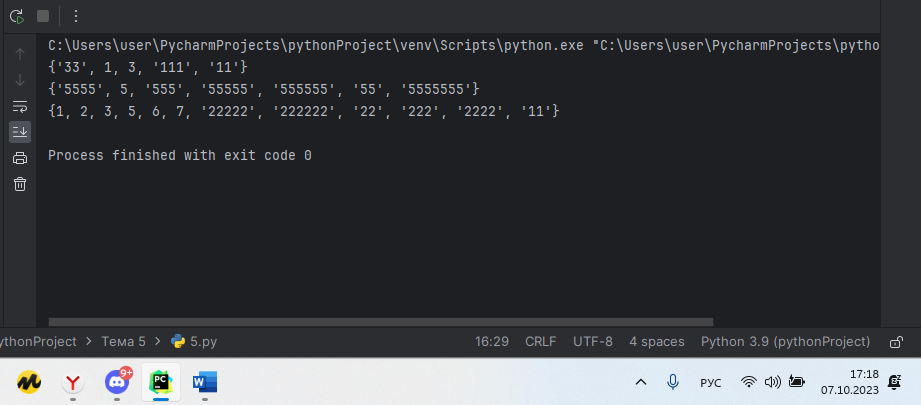 C:\Users\user\PycharmProjects\pythonProject\venv\Scripts\python.exe "C:\Users\user\PycharmProjects\pytho
{'33', 1, 3, '111', '11'}
{'5555', 5, '555', '55555', '555555', '55', '5555555'}
{1, 2, 3, 5, 6, 7, '22222', '222222', '22', '222', '2222', '11'}
Process finished with exit code 0
ythonProject > Тема 5 > 5.py
16:29 CRLF UTF-8 4 spaces Python 3.9 (pythonProject)
9+
PC
W
РУС
17:18
07.10.2023